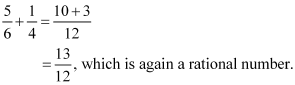 5/6 + 1/4 = (10+3)/12
= 13/12, which is again a rational number.